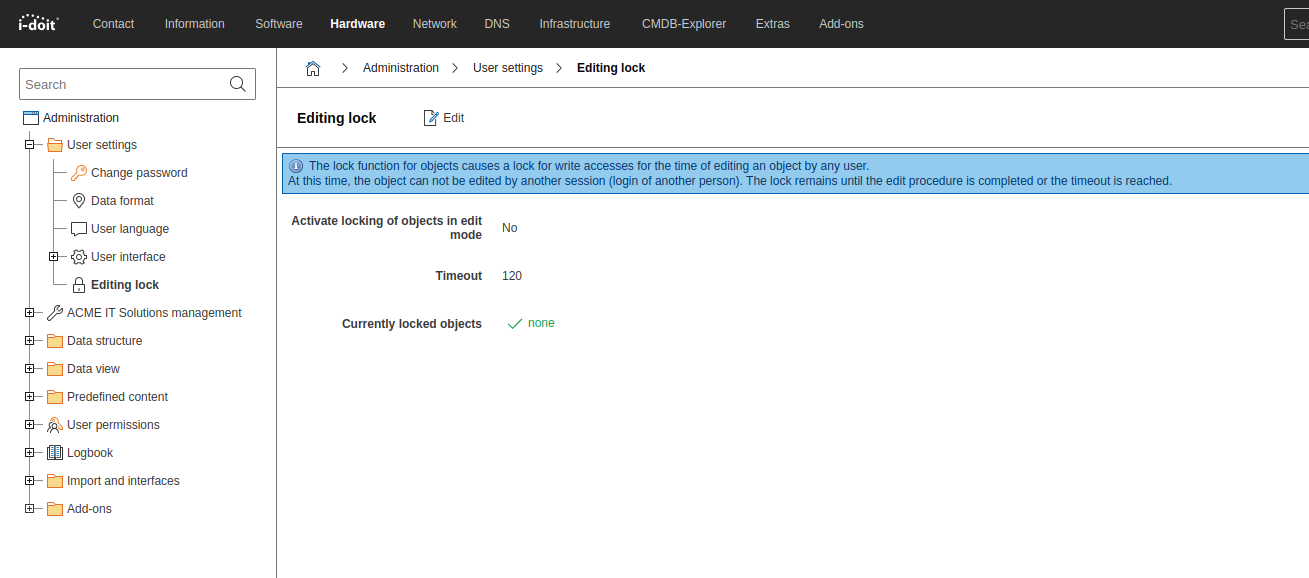 i-doit Contact Information Software Hardware Network DNS Infrastructure CMDB-Explorer Extras Add-ons
Search
Administration
User settings
Change password
Data format
User language
User interface
Editing lock
ACME IT Solutions management
Data structure
Data view
Predefined content
User permissions
Logbook
Import and interfaces
Add-ons
Administration User settings Editing lock
Editing lock Edit
The lock function for objects causes a lock for write accesses for the time of editing an object by any user.
At this time, the object can not be edited by another session (login of another person). The lock remains until the edit procedure is completed or the timeout is reached.
Activate locking of objects in edit
mode
No
Timeout 120
Currently locked objects none